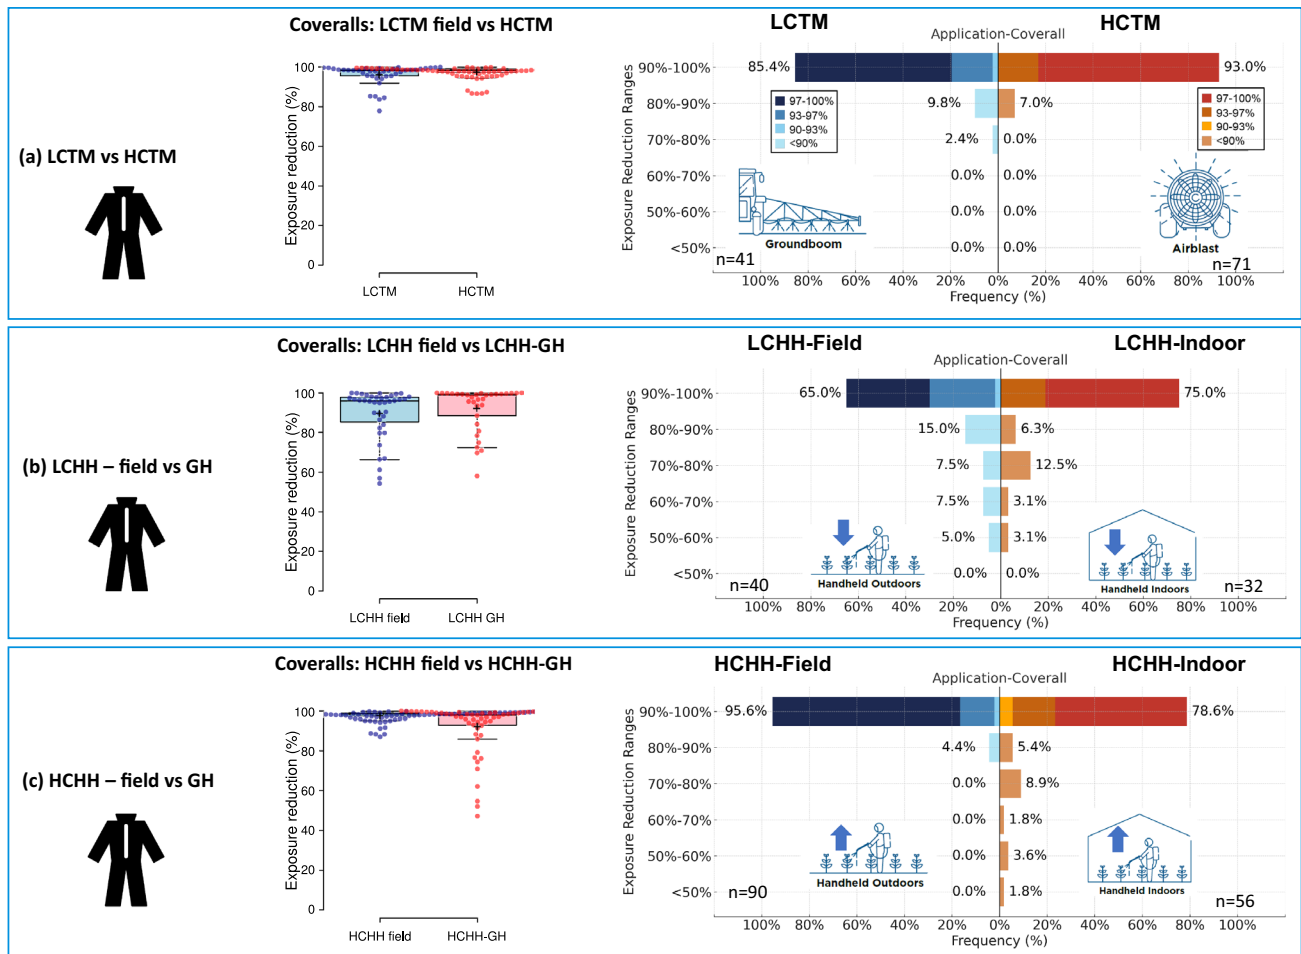 Coveralls: LCTM field vs HCTM
(a) LCTM vs HCTM
Exposure reduction (%)
100
80
60
40
20
0
LCTM
HCTM
LCTM
HCTM
Application-Coverall
Exposure Reduction Ranges
90%-100%
80%-90%
70%-80%
60%-70%
50%-60%
<50%
85.4%
93.0%
9.8%
7.0%
2.4%
0.0%
0.0%
0.0%
0.0%
0.0%
0.0%
0.0%
97-100%
93-97%
90-93%
<90%
97-100%
93-97%
90-93%
<90%
Groundboom
Airblast
n=41
n=71
100% 80% 60% 40% 20% 0% 20% 40% 60% 80% 100%
Frequency (%)
Coveralls: LCHH field vs LCHH-GH
(b) LCHH – field vs GH
Exposure reduction (%)
100
80
60
40
20
0
LCHH field
LCHH GH
LCHH-Field
LCHH-Indoor
Application-Coverall
Exposure Reduction Ranges
90%-100%
80%-90%
70%-80%
60%-70%
50%-60%
<50%
65.0%
75.0%
15.0%
6.3%
7.5%
12.5%
7.5%
3.1%
5.0%
3.1%
0.0%
0.0%
Handheld Outdoors
Handheld Indoors
n=40
n=32
100% 80% 60% 40% 20% 0% 20% 40% 60% 80% 100%
Frequency (%)
Coveralls: HCHH field vs HCHH-GH
(c) HCHH – field vs GH
Exposure reduction (%)
100
80
60
40
20
0
HCHH field
HCHH-GH
HCHH-Field
HCHH-Indoor
Application-Coverall
Exposure Reduction Ranges
90%-100%
80%-90%
70%-80%
60%-70%
50%-60%
<50%
95.6%
78.6%
4.4%
5.4%
0.0%
8.9%
0.0%
1.8%
0.0%
3.6%
0.0%
1.8%
Handheld Outdoors
Handheld Indoors
n=90
n=56
100% 80% 60% 40% 20% 0% 20% 40% 60% 80% 100%
Frequency (%)